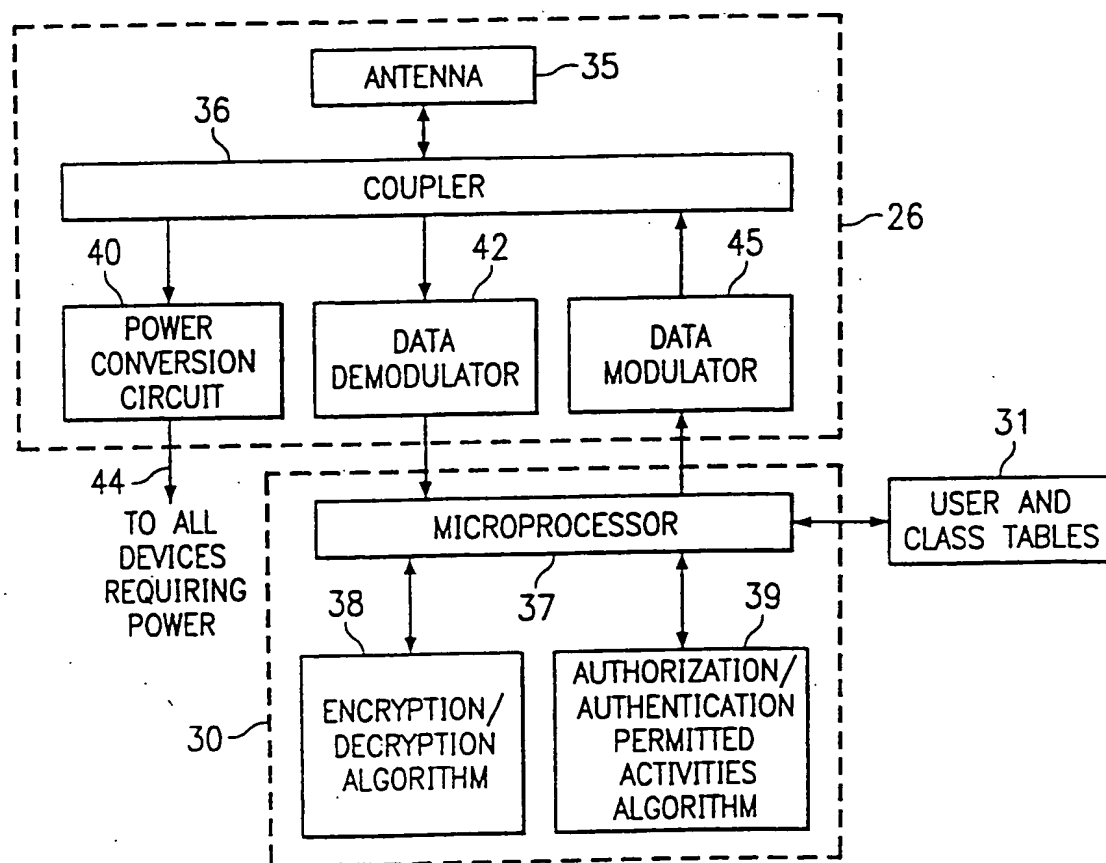 ANTENNA
35
36
COUPLER
26
40
42
45
POWER
CONVERSION
CIRCUIT
DATA
DEMODULATOR
DATA
MODULATOR
44
TO ALL
DEVICES
REQUIRING
POWER
31
USER AND
CLASS TABLES
MICROPROCESSOR
37
38
39
ENCRYPTION/
DECRYPTION
ALGORITHM
AUTHORIZATION/
AUTHENTICATION
PERMITTED
ACTIVITIES
ALGORITHM
30